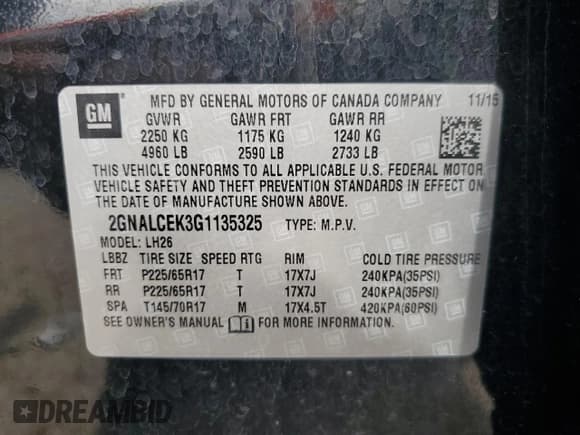 GM
MFD BY GENERAL MOTORS OF CANADA COMPANY 11/15
GVWR GAWR FRT GAWR RR
2250 KG 1175 KG 1240 KG
4960 LB 2590 LB 2733 LB
THIS VEHICLE CONFORMS TO ALL APPLICABLE U.S. FEDERAL MOTOR
VEHICLE SAFETY AND THEFT PREVENTION STANDARDS IN EFFECT ON
THE DATE OF MANUFACTURE SHOWN ABOVE.
2GNALCEK3G1135325 TYPE: M.P.V.
MODEL: LH26
LBBZ TIRE SIZE SPEED RTG RIM COLD TIRE PRESSURE
FRT P225/65R17 T 17X7J 240KPA(35PSI)
RR P225/65R17 T 17X7J 240KPA(35PSI)
SPA T145/70R17 M 17X4.5T 420KPA(60PSI)
SEE OWNER'S MANUAL FOR MORE INFORMATION.
DREAMBID